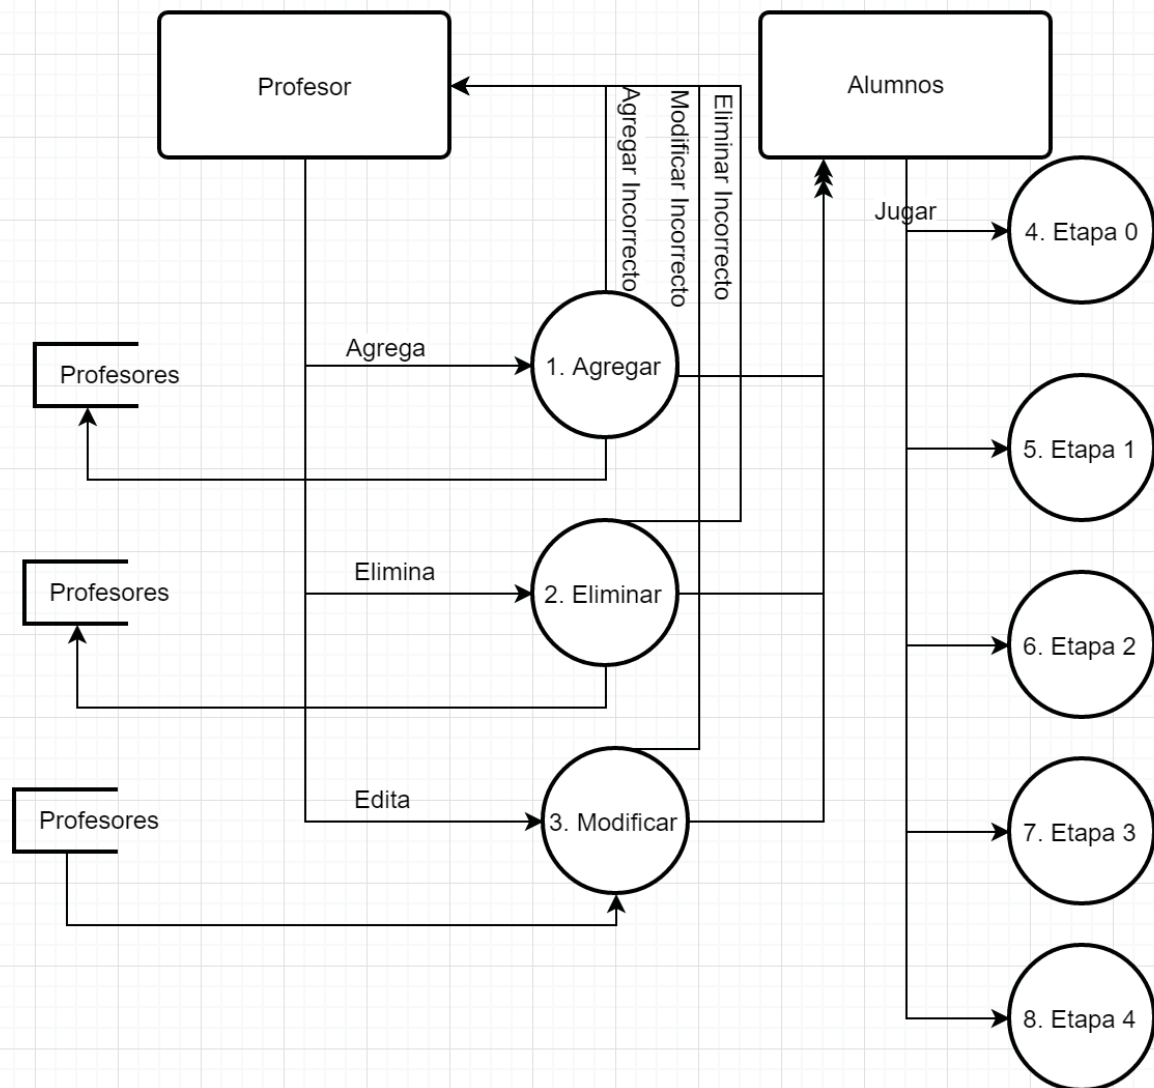 Profesor
Alumnos
Agregar Incorrecto
Modificar Incorrecto
Eliminar Incorrecto
Jugar
4. Etapa 0
Agrega
1. Agregar
Profesores
5. Etapa 1
Elimina
2. Eliminar
Profesores
6. Etapa 2
Edita
3. Modificar
Profesores
7. Etapa 3
8. Etapa 4